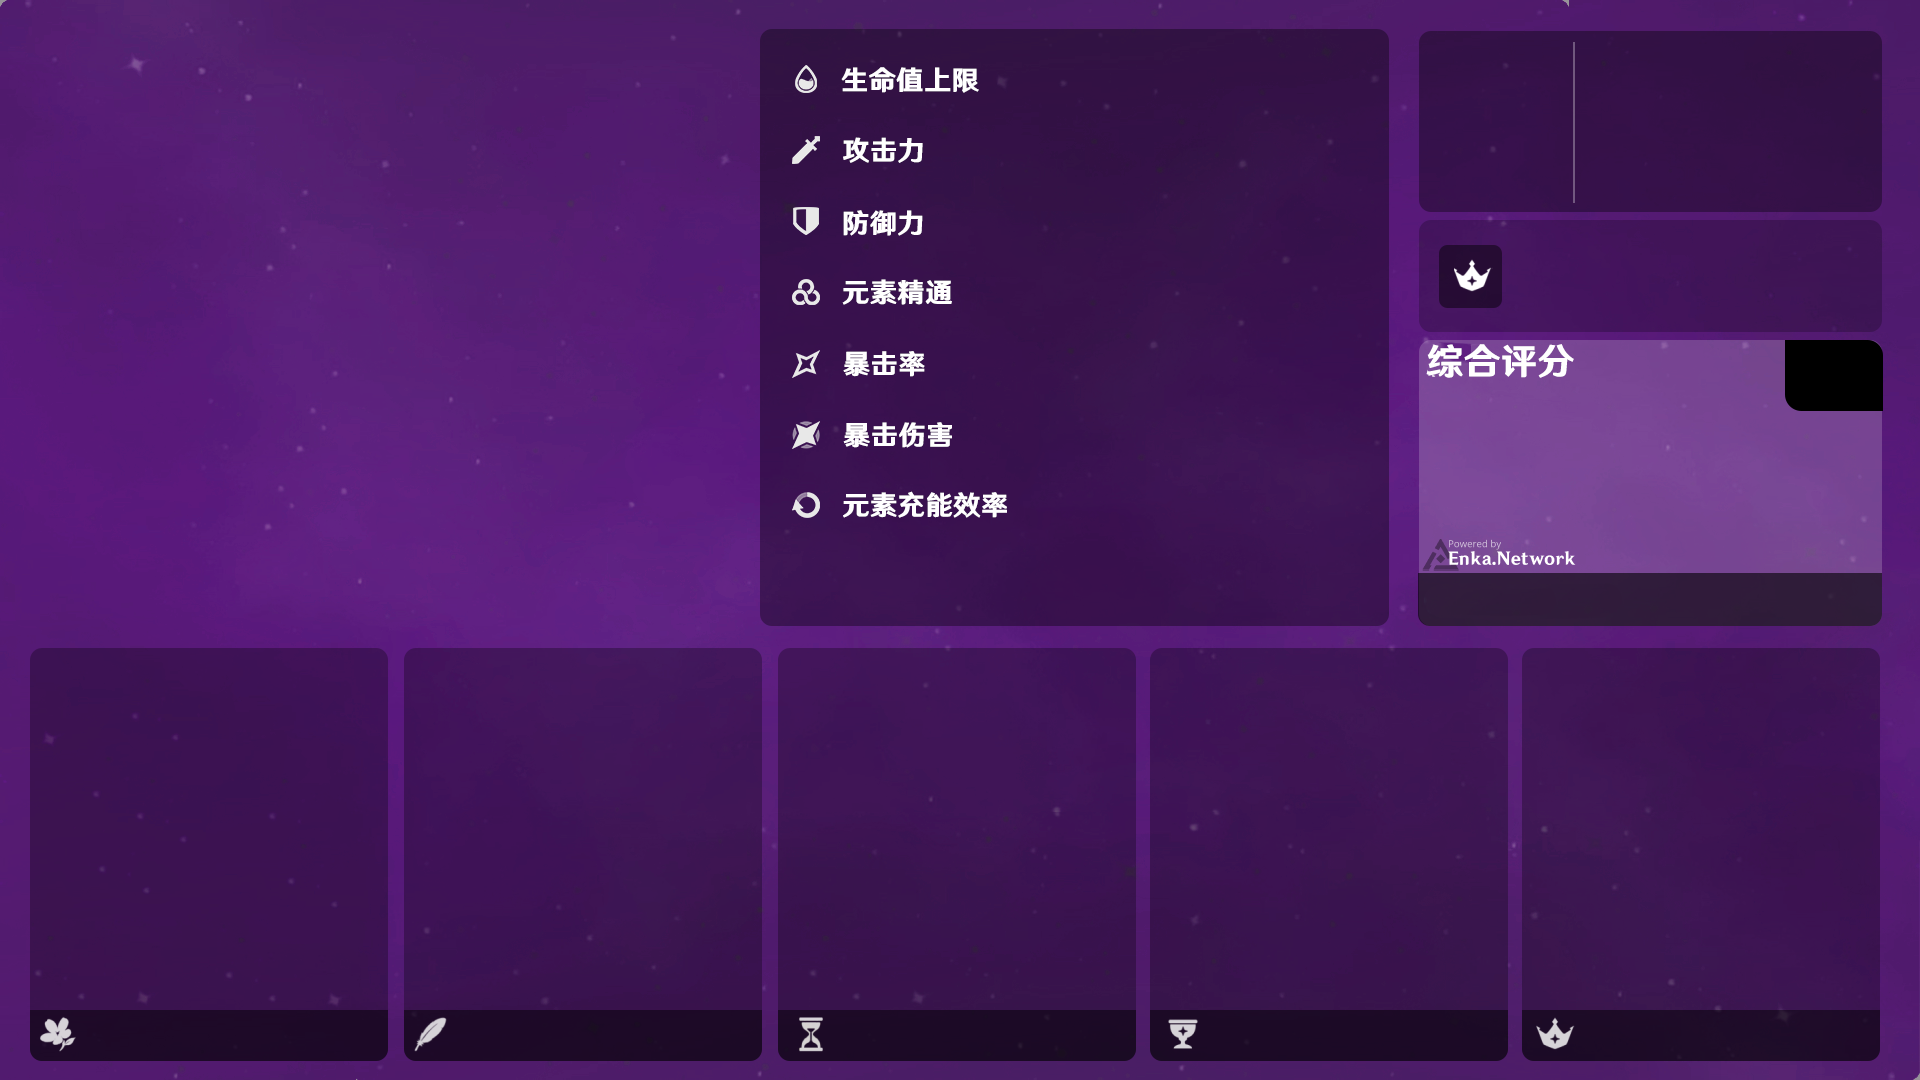 生命值上限
攻击力
防御力
元素精通
暴击率
暴击伤害
元素充能效率
综合评分
Powered by
Enka.Network